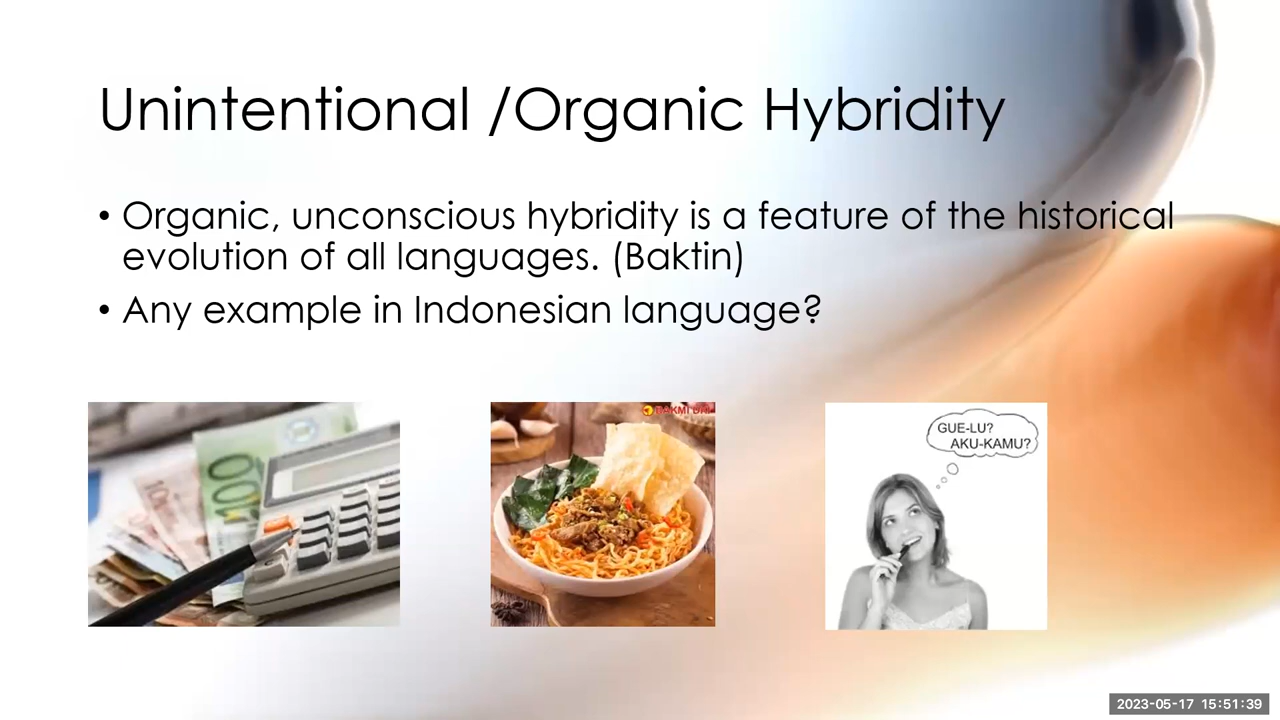 Unintentional /Organic Hybridity
• Organic, unconscious hybridity is a feature of the historical
evolution of all languages. (Baktin)
• Any example in Indonesian language?
100
GUE-LU?
AKU-KAMU?
2023-05-17 15:51:39